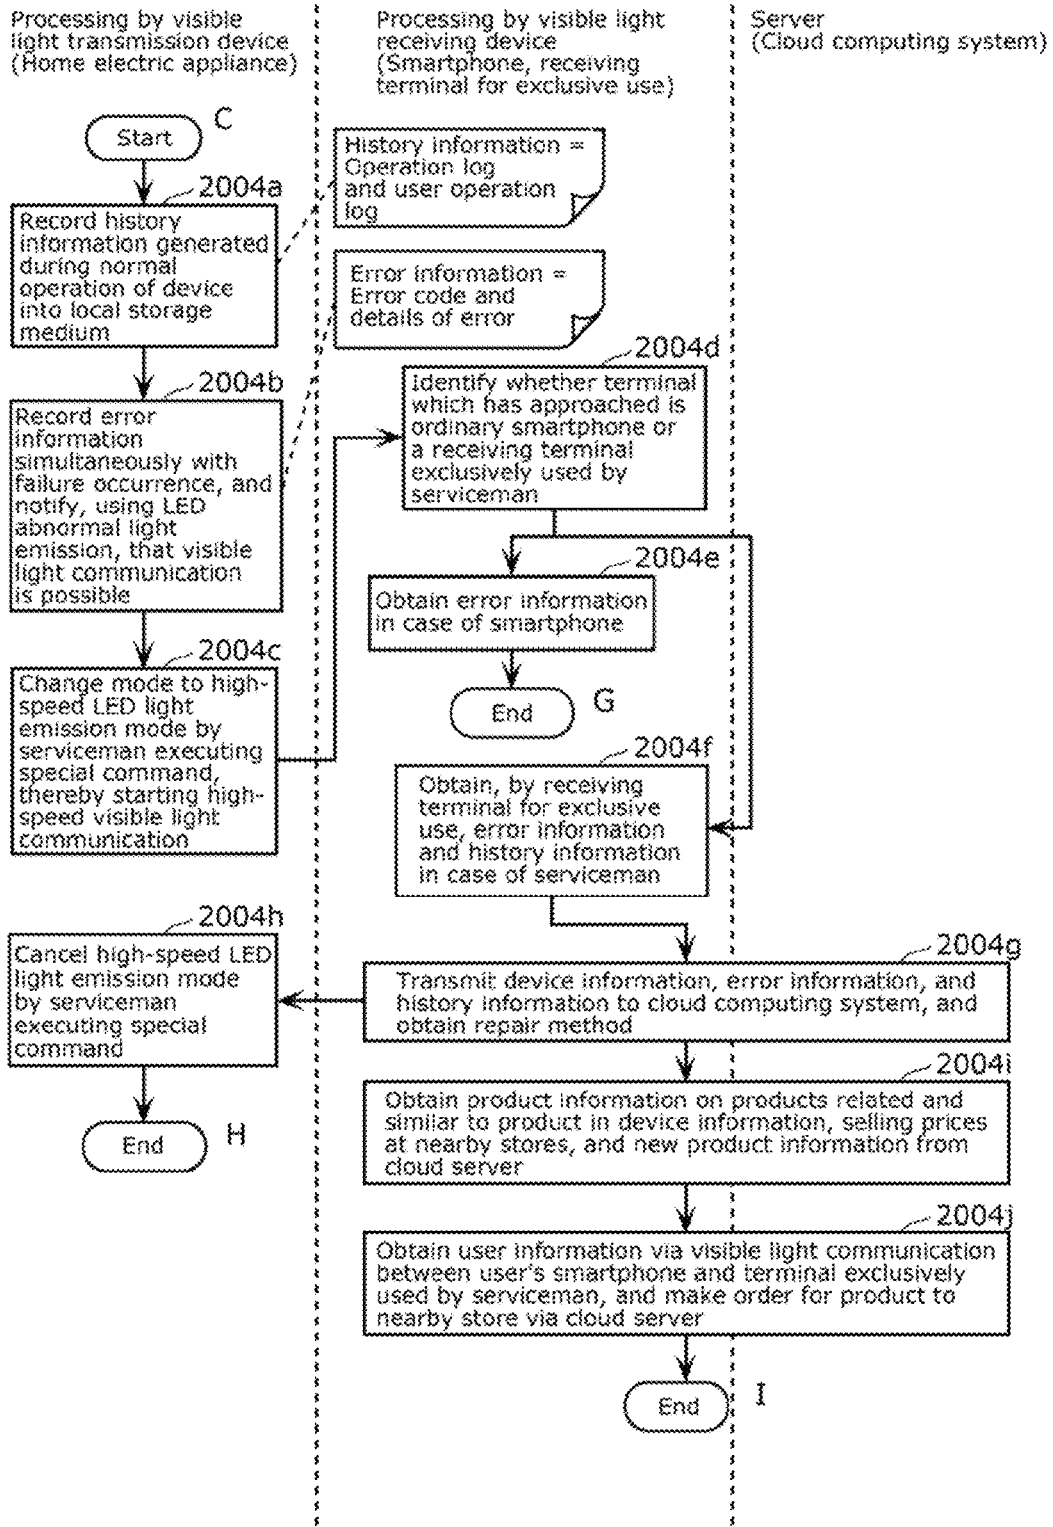 Processing by visible
light transmission device
(Home electric appliance)
Processing by visible light
receiving device
(Smartphone, receiving
terminal for exclusive use)
Server
(Cloud computing system)
Start
C
History information =
Operation log
and user operation
log
2004a
Record history
information generated
during normal
operation of device
into local storage
medium
Error information =
Error code and
details of error
2004b
Record error
information
simultaneously with
failure occurrence, and
notify, using LED
abnormal light
emission, that visible
light communication
is possible
2004d
Identify whether terminal
which has approached is
ordinary smartphone or
a receiving terminal
exclusively used by
serviceman
2004e
Obtain error information
in case of smartphone
End
G
2004c
Change mode to high-
speed LED light
emission mode by
serviceman executing
special command,
thereby starting high-
speed visible light
communication
2004f
Obtain, by receiving
terminal for exclusive
use, error information
and history information
in case of serviceman
2004g
Transmit device information, error information, and
history information to cloud computing system, and
obtain repair method
2004h
Cancel high-speed LED
light emission mode
by serviceman
executing special
command
End
H
2004i
Obtain product information on products related and
similar to product in device information, selling prices
at nearby stores, and new product information from
cloud server
2004j
Obtain user information via visible light communication
between user's smartphone and terminal exclusively
used by serviceman, and make order for product to
nearby store via cloud server
End
I